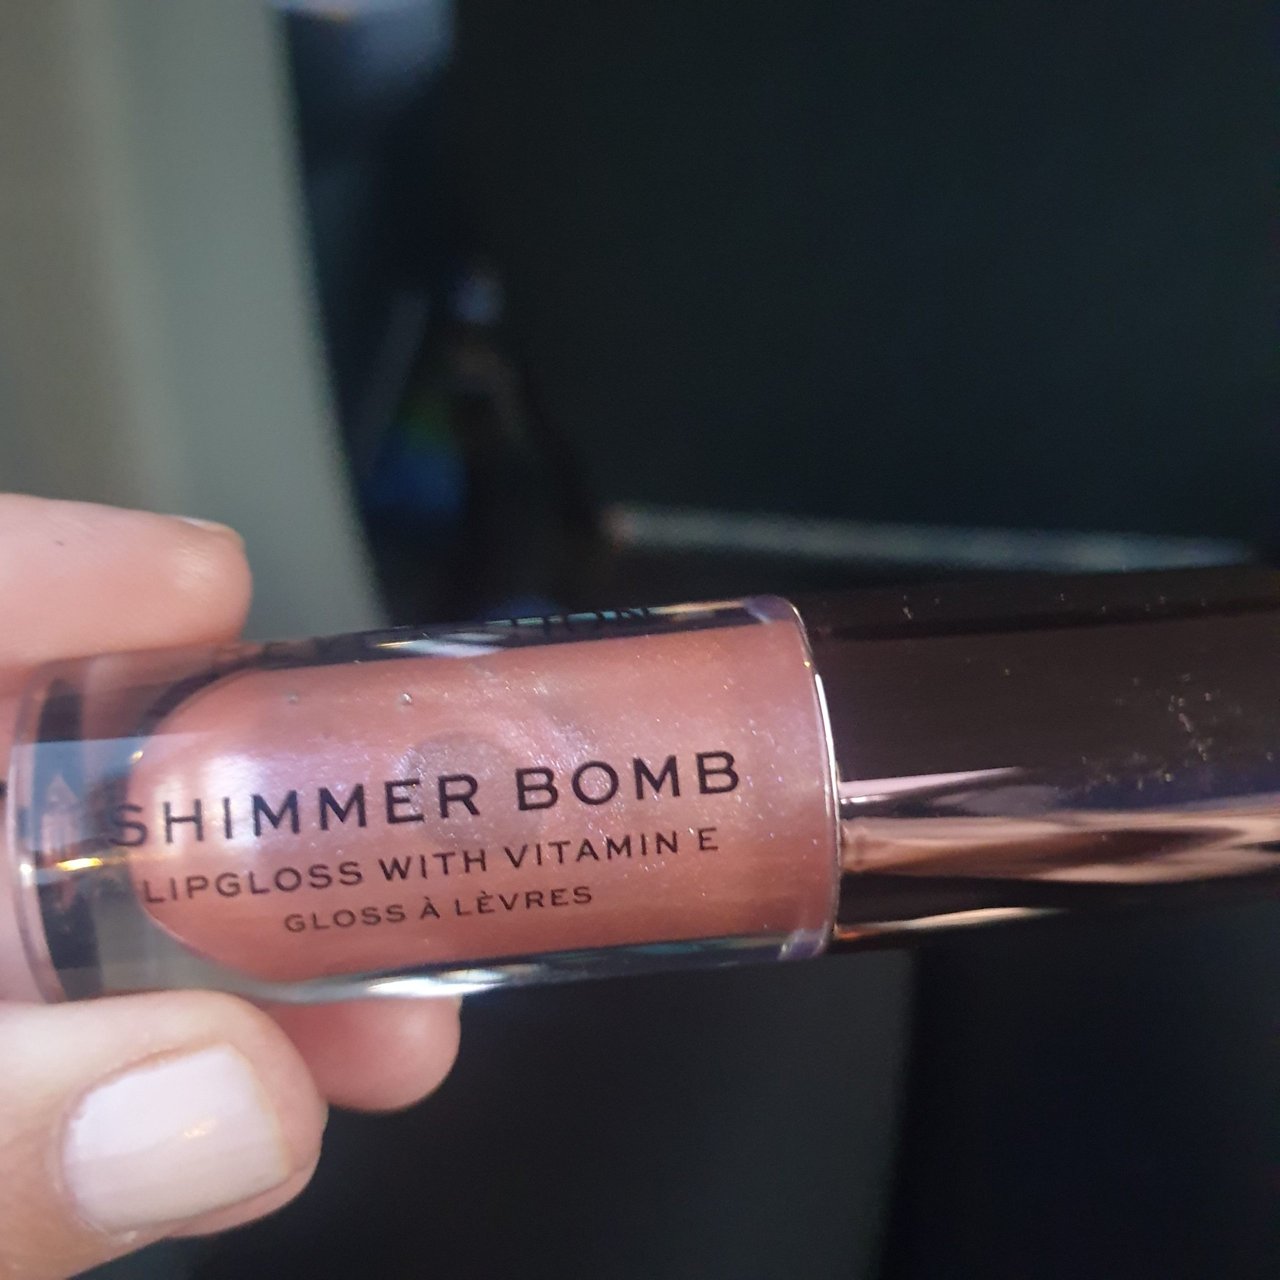 SHIMMER BOMB
LIPGLOSS WITH VITAMIN E
GLOSS À LÈVRES